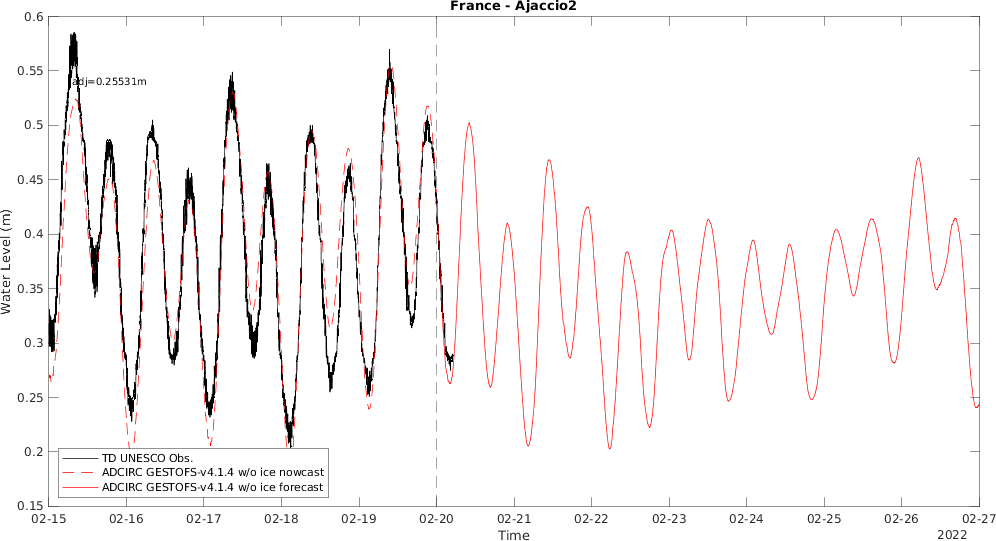 France - Ajaccio2
0.6
0.55
0.5
0.45
0.4
0.35
0.3
0.25
0.2
0.15
Water Level (m)
adj=0.25531m
TD UNESCO Obs.
ADCIRC GESTOFS-v4.1.4 w/o ice nowcast
ADCIRC GESTOFS-v4.1.4 w/o ice forecast
02-15 02-16 02-17 02-18 02-19 02-20 02-21 02-22 02-23 02-24 02-25 02-26 02-27
Time
2022